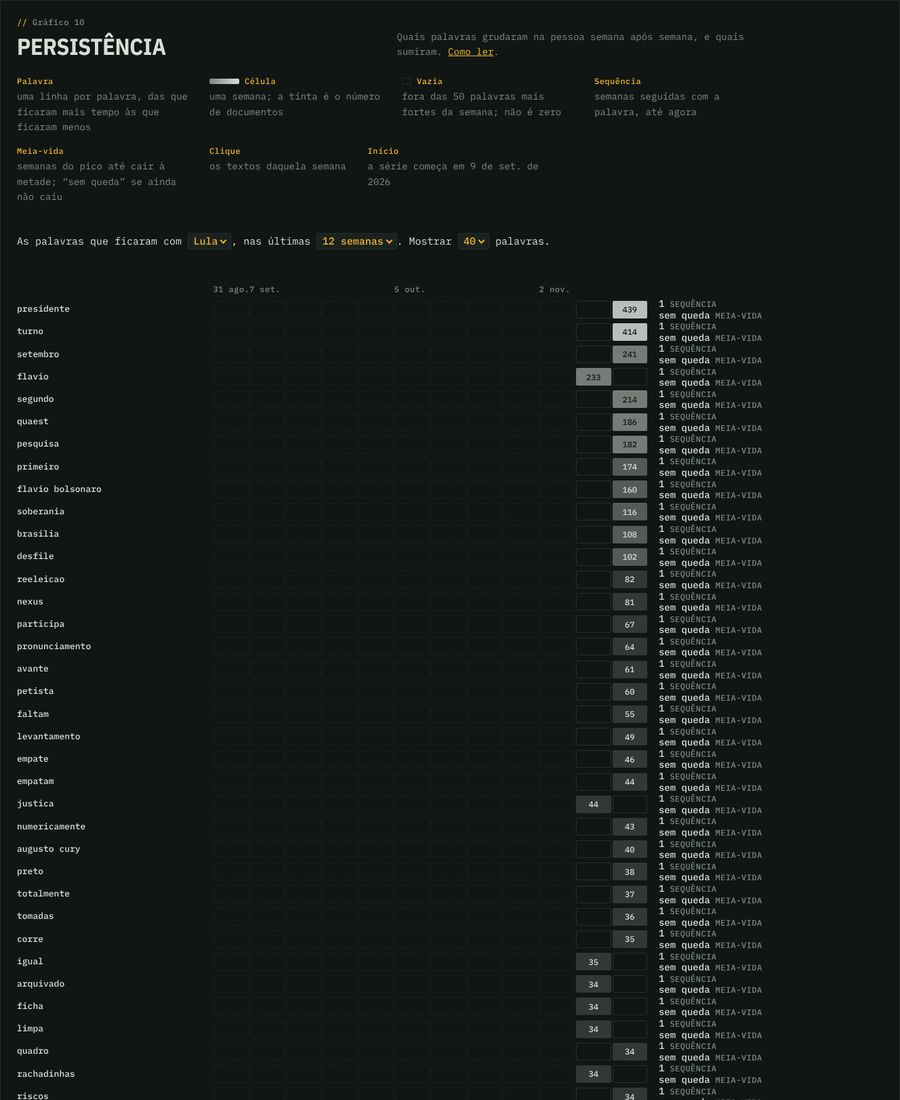 // Gráfico 10
PERSISTÊNCIA
Quais palavras grudaram na pessoa semana após semana, e quais
sumiram. Como ler.
Palavra
uma linha por palavra, das que
ficaram mais tempo às que
ficaram menos
Célula
uma semana; a tinta é o número
de documentos
Vazia
fora das 50 palavras mais
fortes da semana; não é zero
Sequência
semanas seguidas com a
palavra, até agora
Meia-vida
semanas do pico até cair à
metade; “sem queda” se ainda
não caiu
Clique
os textos daquela semana
Início
a série começa em 9 de set. de
2026
As palavras que ficaram com Lula, nas últimas 12 semanas. Mostrar 40 palavras.
31 ago. 7 set. 5 out. 2 nov.
presidente 439 1 SEQUÊNCIA
sem queda MEIA-VIDA
turno 414 1 SEQUÊNCIA
sem queda MEIA-VIDA
setembro 241 1 SEQUÊNCIA
sem queda MEIA-VIDA
flavio 233 1 SEQUÊNCIA
sem queda MEIA-VIDA
segundo 214 1 SEQUÊNCIA
sem queda MEIA-VIDA
quaest 186 1 SEQUÊNCIA
sem queda MEIA-VIDA
pesquisa 182 1 SEQUÊNCIA
sem queda MEIA-VIDA
primeiro 174 1 SEQUÊNCIA
sem queda MEIA-VIDA
flavio bolsonaro 160 1 SEQUÊNCIA
sem queda MEIA-VIDA
soberania 116 1 SEQUÊNCIA
sem queda MEIA-VIDA
brasilia 108 1 SEQUÊNCIA
sem queda MEIA-VIDA
desfile 102 1 SEQUÊNCIA
sem queda MEIA-VIDA
reeleicao 82 1 SEQUÊNCIA
sem queda MEIA-VIDA
nexus 81 1 SEQUÊNCIA
sem queda MEIA-VIDA
participa 67 1 SEQUÊNCIA
sem queda MEIA-VIDA
pronunciamento 64 1 SEQUÊNCIA
sem queda MEIA-VIDA
avante 61 1 SEQUÊNCIA
sem queda MEIA-VIDA
petista 60 1 SEQUÊNCIA
sem queda MEIA-VIDA
faltam 55 1 SEQUÊNCIA
sem queda MEIA-VIDA
levantamento 49 1 SEQUÊNCIA
sem queda MEIA-VIDA
empate 46 1 SEQUÊNCIA
sem queda MEIA-VIDA
empatam 44 1 SEQUÊNCIA
sem queda MEIA-VIDA
justica 44 1 SEQUÊNCIA
sem queda MEIA-VIDA
numericamente 43 1 SEQUÊNCIA
sem queda MEIA-VIDA
augusto cury 40 1 SEQUÊNCIA
sem queda MEIA-VIDA
preto 38 1 SEQUÊNCIA
sem queda MEIA-VIDA
totalmente 37 1 SEQUÊNCIA
sem queda MEIA-VIDA
tomadas 36 1 SEQUÊNCIA
sem queda MEIA-VIDA
corre 35 1 SEQUÊNCIA
sem queda MEIA-VIDA
igual 35 1 SEQUÊNCIA
sem queda MEIA-VIDA
arquivado 34 1 SEQUÊNCIA
sem queda MEIA-VIDA
ficha 34 1 SEQUÊNCIA
sem queda MEIA-VIDA
limpa 34 1 SEQUÊNCIA
sem queda MEIA-VIDA
quadro 34 1 SEQUÊNCIA
sem queda MEIA-VIDA
rachadinhas 34 1 SEQUÊNCIA
sem queda MEIA-VIDA
riscos 34 1 SEQUÊNCIA